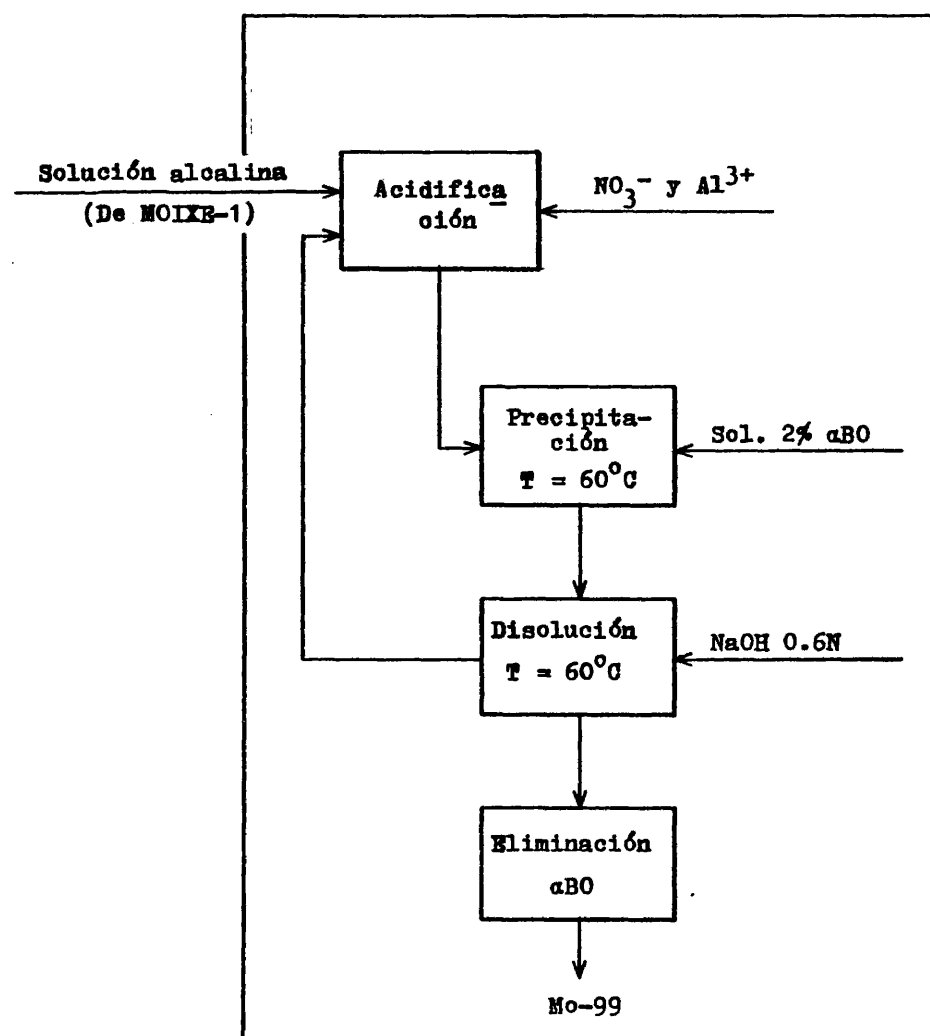 Solución alcalina
(De MOIXE-1)
Acidifica
ción
NO3- y Al3+
Precipita-
ción
T = 60°C
Sol. 2% αBO
Disolución
T = 60°C
NaOH 0.6N
Eliminación
αBO
Mo-99